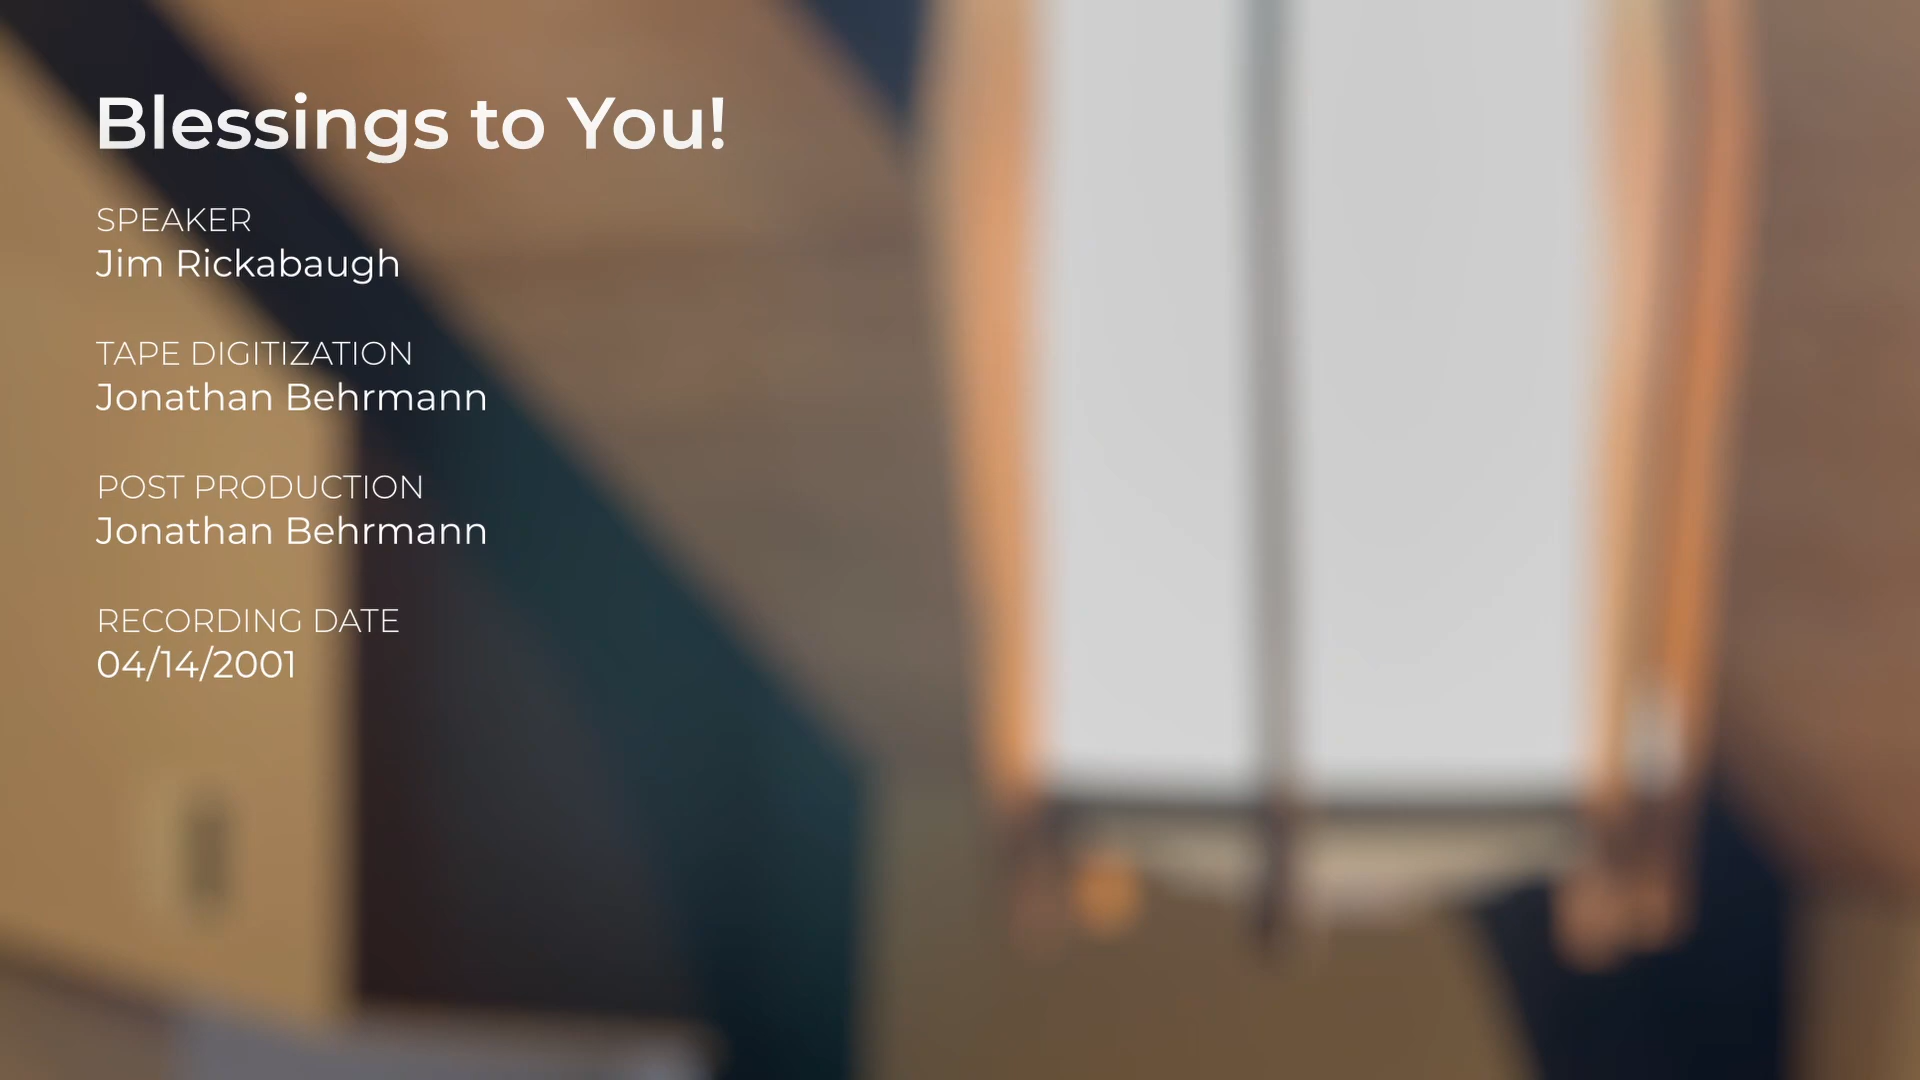 Blessings to You!
SPEAKER
Jim Rickabaugh
TAPE DIGITIZATION
Jonathan Behrmann
POST PRODUCTION
Jonathan Behrmann
RECORDING DATE
04/14/2001